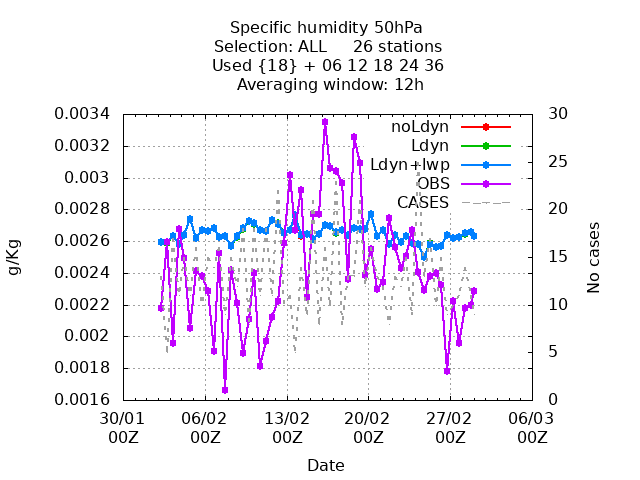 Specific humidity 50hPa
Selection: ALL 26 stations
Used {18} + 06 12 18 24 36
Averaging window: 12h
0.0034
0.0032
0.003
0.0028
0.0026
0.0024
0.0022
0.002
0.0018
0.0016
g/Kg
noLdyn
Ldyn
Ldyn+lwp
OBS
CASES
30
25
20
15
10
5
0
No cases
30/01 06/02 13/02 20/02 27/02 06/03
00Z 00Z 00Z 00Z 00Z 00Z
Date